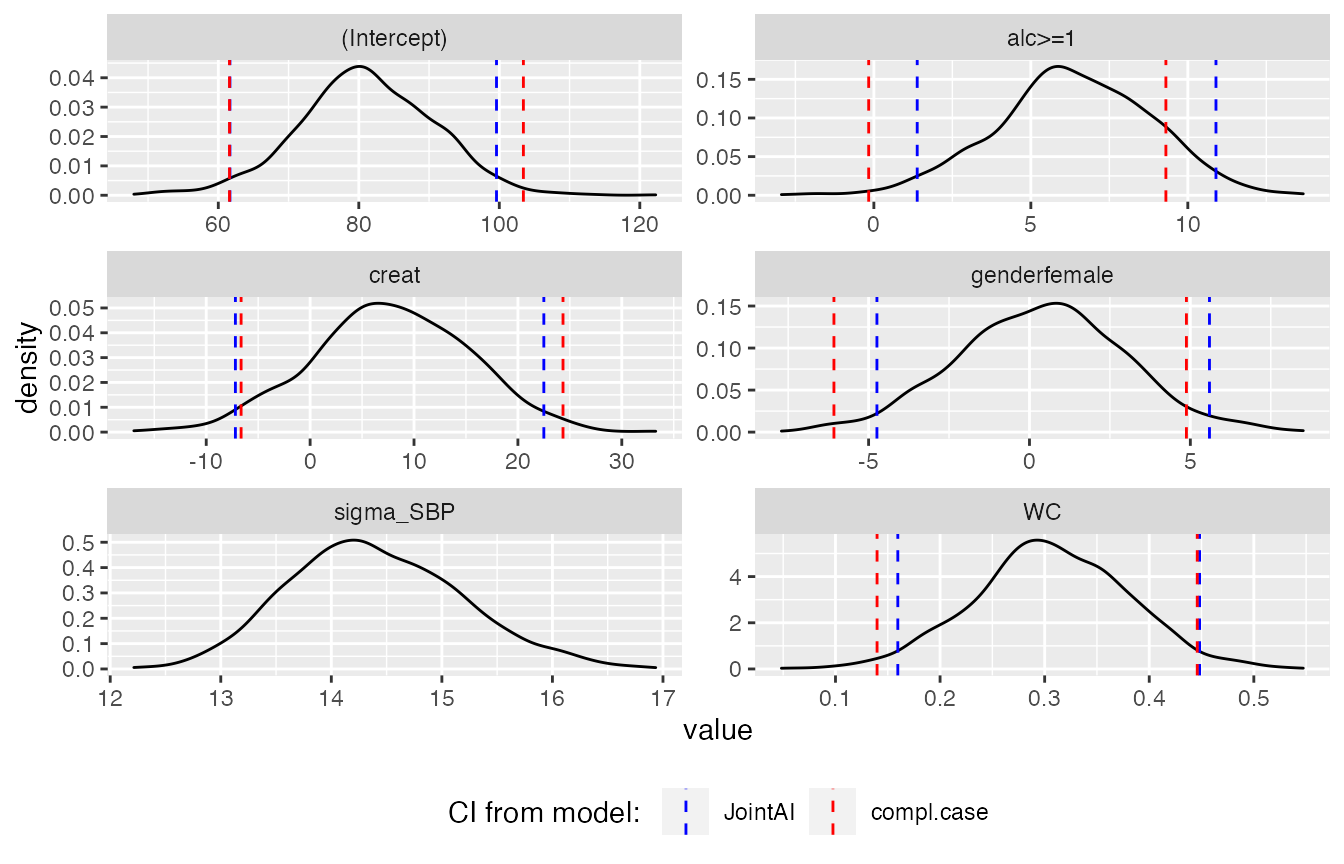 (Intercept)
0.04
0.03
0.02
0.01
0.00
60 80 100 120
alc>=1
0.15
0.10
0.05
0.00
0 5 10
creat
0.05
0.04
0.03
0.02
0.01
0.00
-10 0 10 20 30
genderfemale
0.15
0.10
0.05
0.00
-5 0 5
sigma_SBP
0.5
0.4
0.3
0.2
0.1
0.0
12 13 14 15 16 17
WC
4
2
0
0.1 0.2 0.3 0.4 0.5
density
value
CI from model: JointAI compl.case